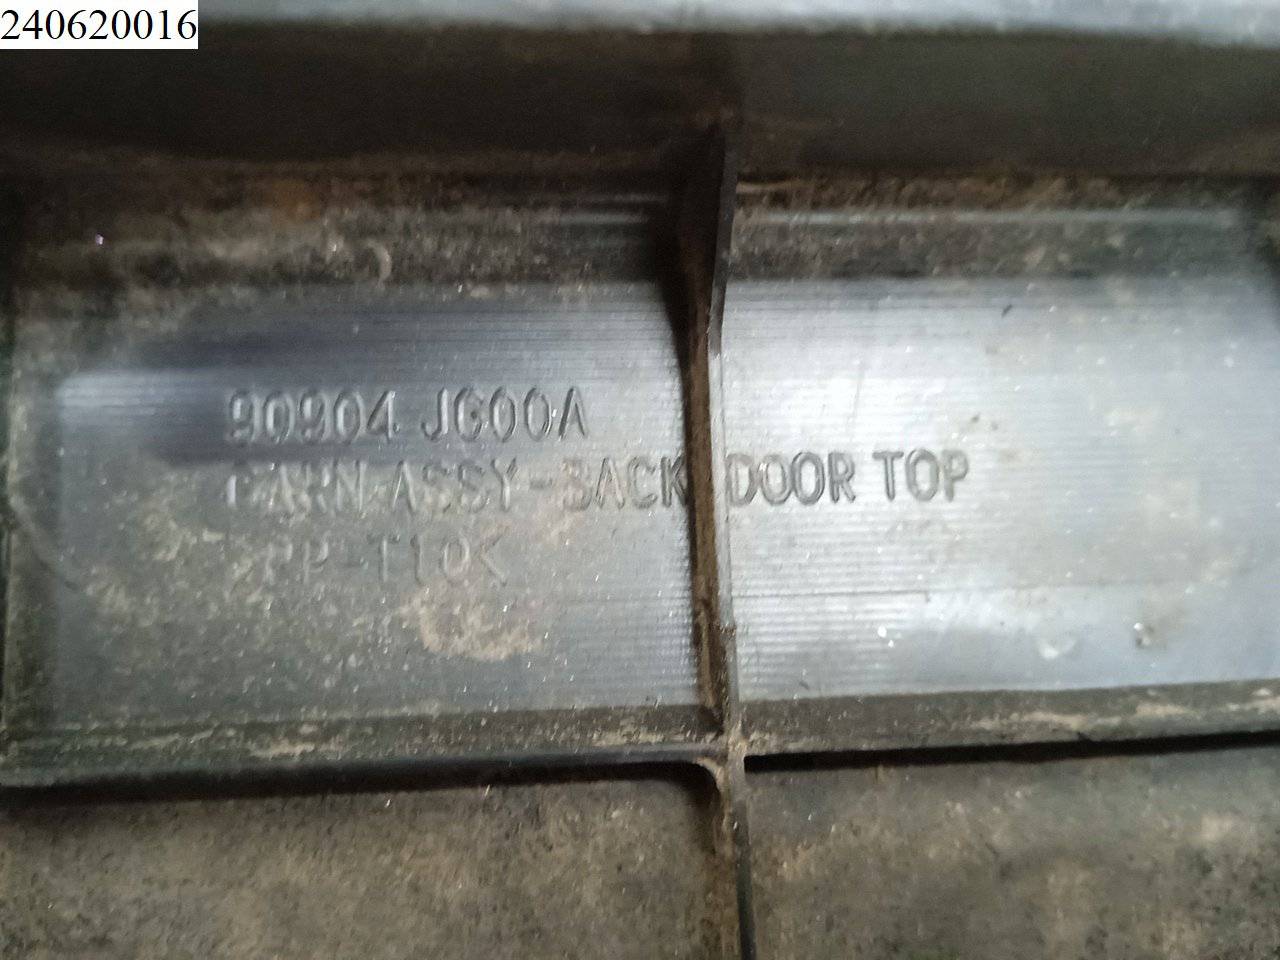 240620016
90904 JG00A
GARN ASSY-BACK DOOR TOP
>PP-T10<